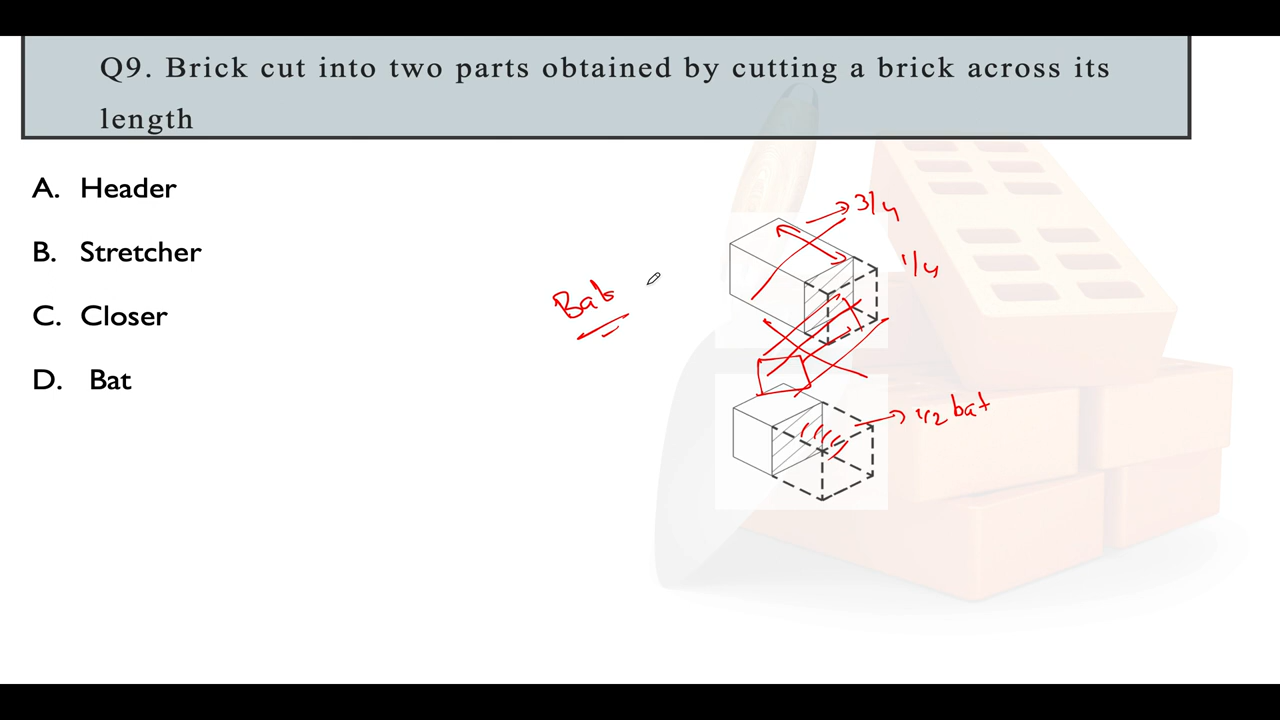 Q9. Brick cut into two parts obtained by cutting a brick across its
length
A. Header
B. Stretcher
C. Closer
D. Bat
3/4
1/4
Bat
1/2 bat